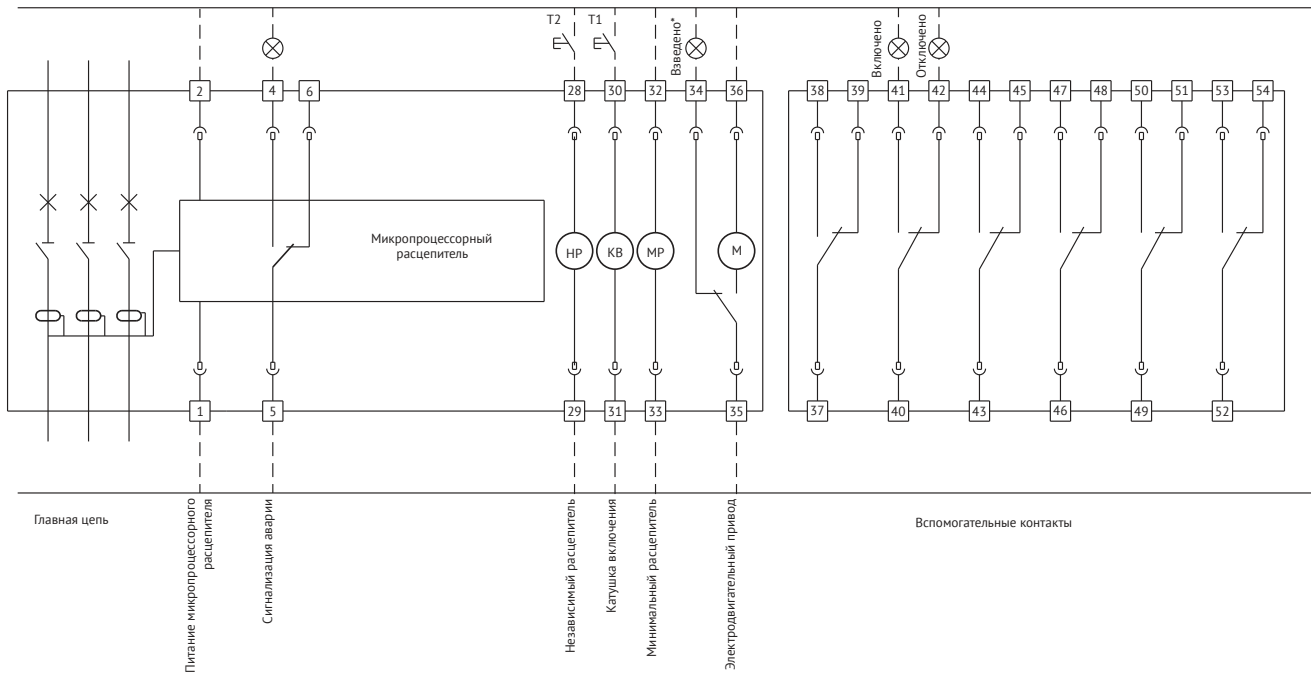 T2
T1
Взведено*
Включено
Отключено
2
4
6
28
30
32
34
36
38
39
41
42
44
45
47
48
50
51
53
54
Микропроцессорный
расцепитель
НР
КВ
МР
М
1
5
29
31
33
35
37
40
43
46
49
52
Главная цепь
Питание микропроцессорного
расцепителя
Сигнализация аварии
Независимый расцепитель
Катушка включения
Минимальный расцепитель
Электродвигательный привод
Вспомогательные контакты